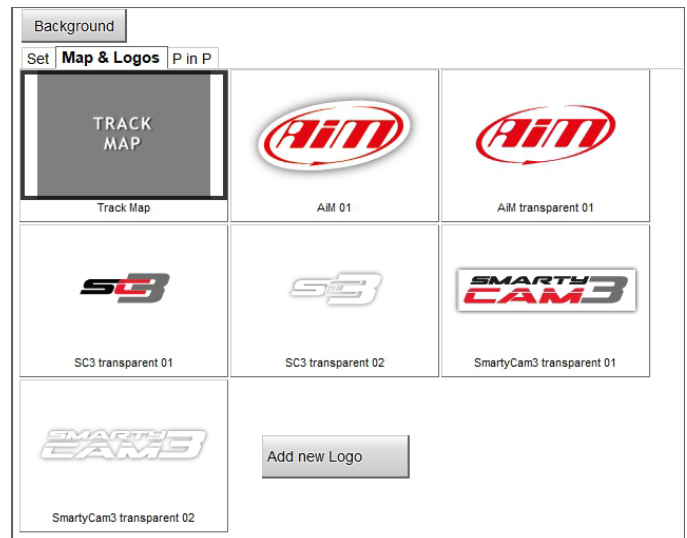 Background
Set Map & Logos P in P
TRACK
MAP
AiM
AiM
Track Map
AiM 01
AiM transparent 01
SC3
SC3
SMARTY
CAM3
SC3 transparent 01
SC3 transparent 02
SmartyCam3 transparent 01
SMARTY
CAM3
Add new Logo
SmartyCam3 transparent 02